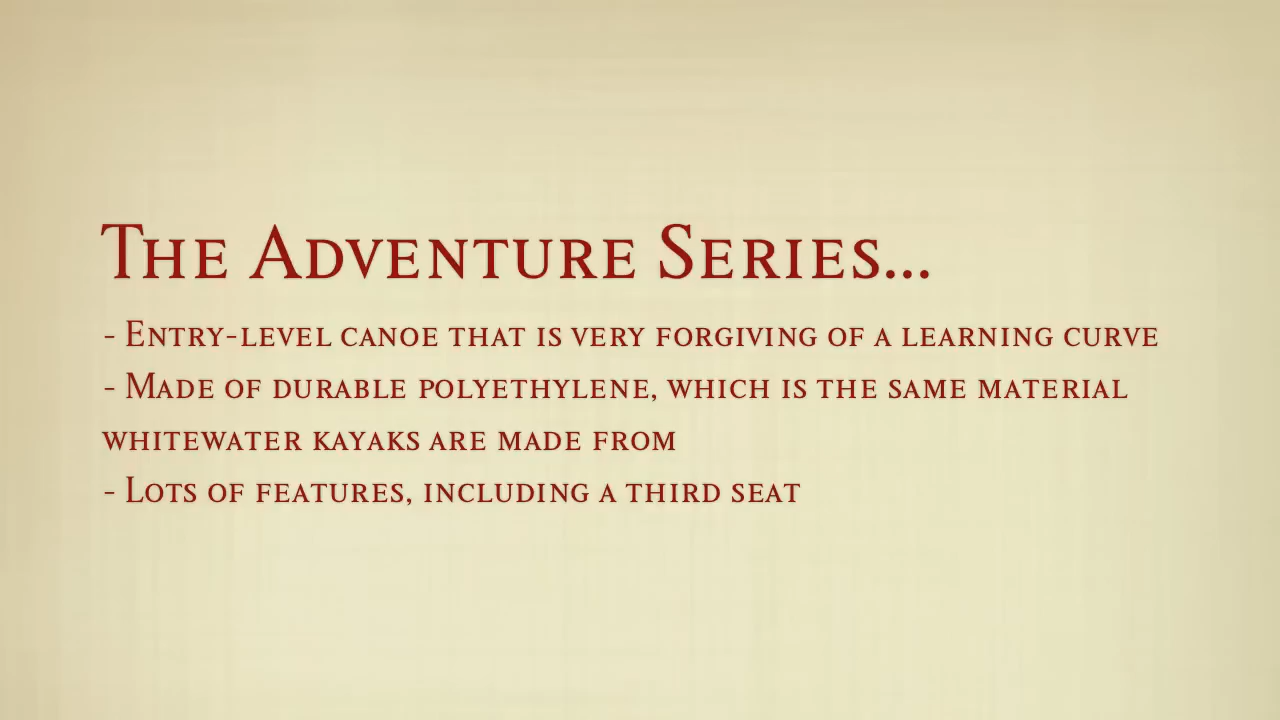 The Adventure Series...
- Entry-level canoe that is very forgiving of a learning curve
- Made of durable polyethylene, which is the same material
whitewater kayaks are made from
- Lots of features, including a third seat